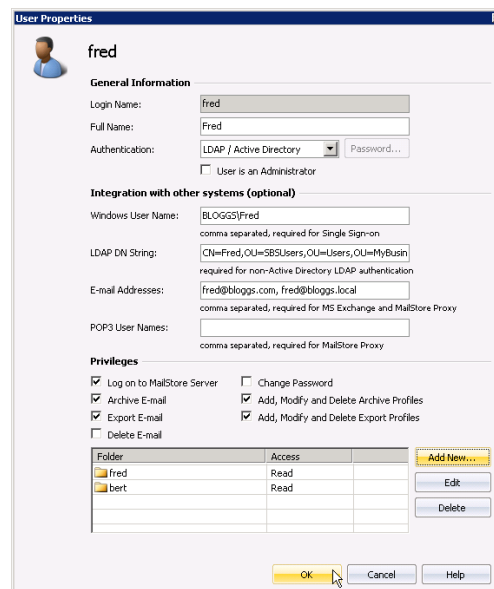 User Properties
fred
General Information
Login Name: fred
Full Name: Fred
Authentication: LDAP / Active Directory Password...
User is an Administrator
Integration with other systems (optional)
Windows User Name: BLOGGS\Fred
comma separated, required for Single Sign-on
LDAP DN String: CN=Fred,OU=SBSUsers,OU=Users,OU=MyBusin
required for non-Active Directory LDAP authentication
E-mail Addresses: fred@bloggs.com, fred@bloggs.local
comma separated, required for MS Exchange and MailStore Proxy
POP3 User Names:
comma separated, required for MailStore Proxy
Privileges
Log on to MailStore Server Change Password
Archive E-mail Add, Modify and Delete Archive Profiles
Export E-mail Add, Modify and Delete Export Profiles
Delete E-mail
Folder Access Add New...
fred Read
bert Read
Edit
Delete
OK Cancel Help